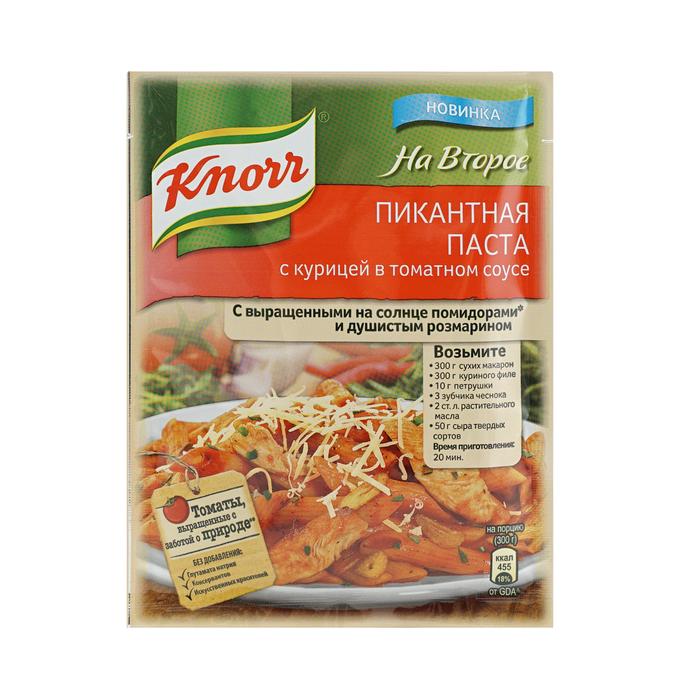 НОВИНКА
Knorr®
На Второе
ПИКАНТНАЯ
ПАСТА
с курицей в томатном соусе
С выращенными на солнце помидорами*
и душистым розмарином
Возьмите
• 300 г сухих макарон
• 300 г куриного филе
• 10 г петрушки
• 3 зубчика чеснока
• 2 ст. л. растительного
масла
• 50 г сыра твердых
сортов
Время приготовления:
20 мин.
Томаты,
выращенные с
заботой о природе**
БЕЗ ДОБАВЛЕНИЯ:
Глутамата натрия
Консервантов
Искусственных красителей
на порцию
(300 г)
ккал
455
18%
от GDA^